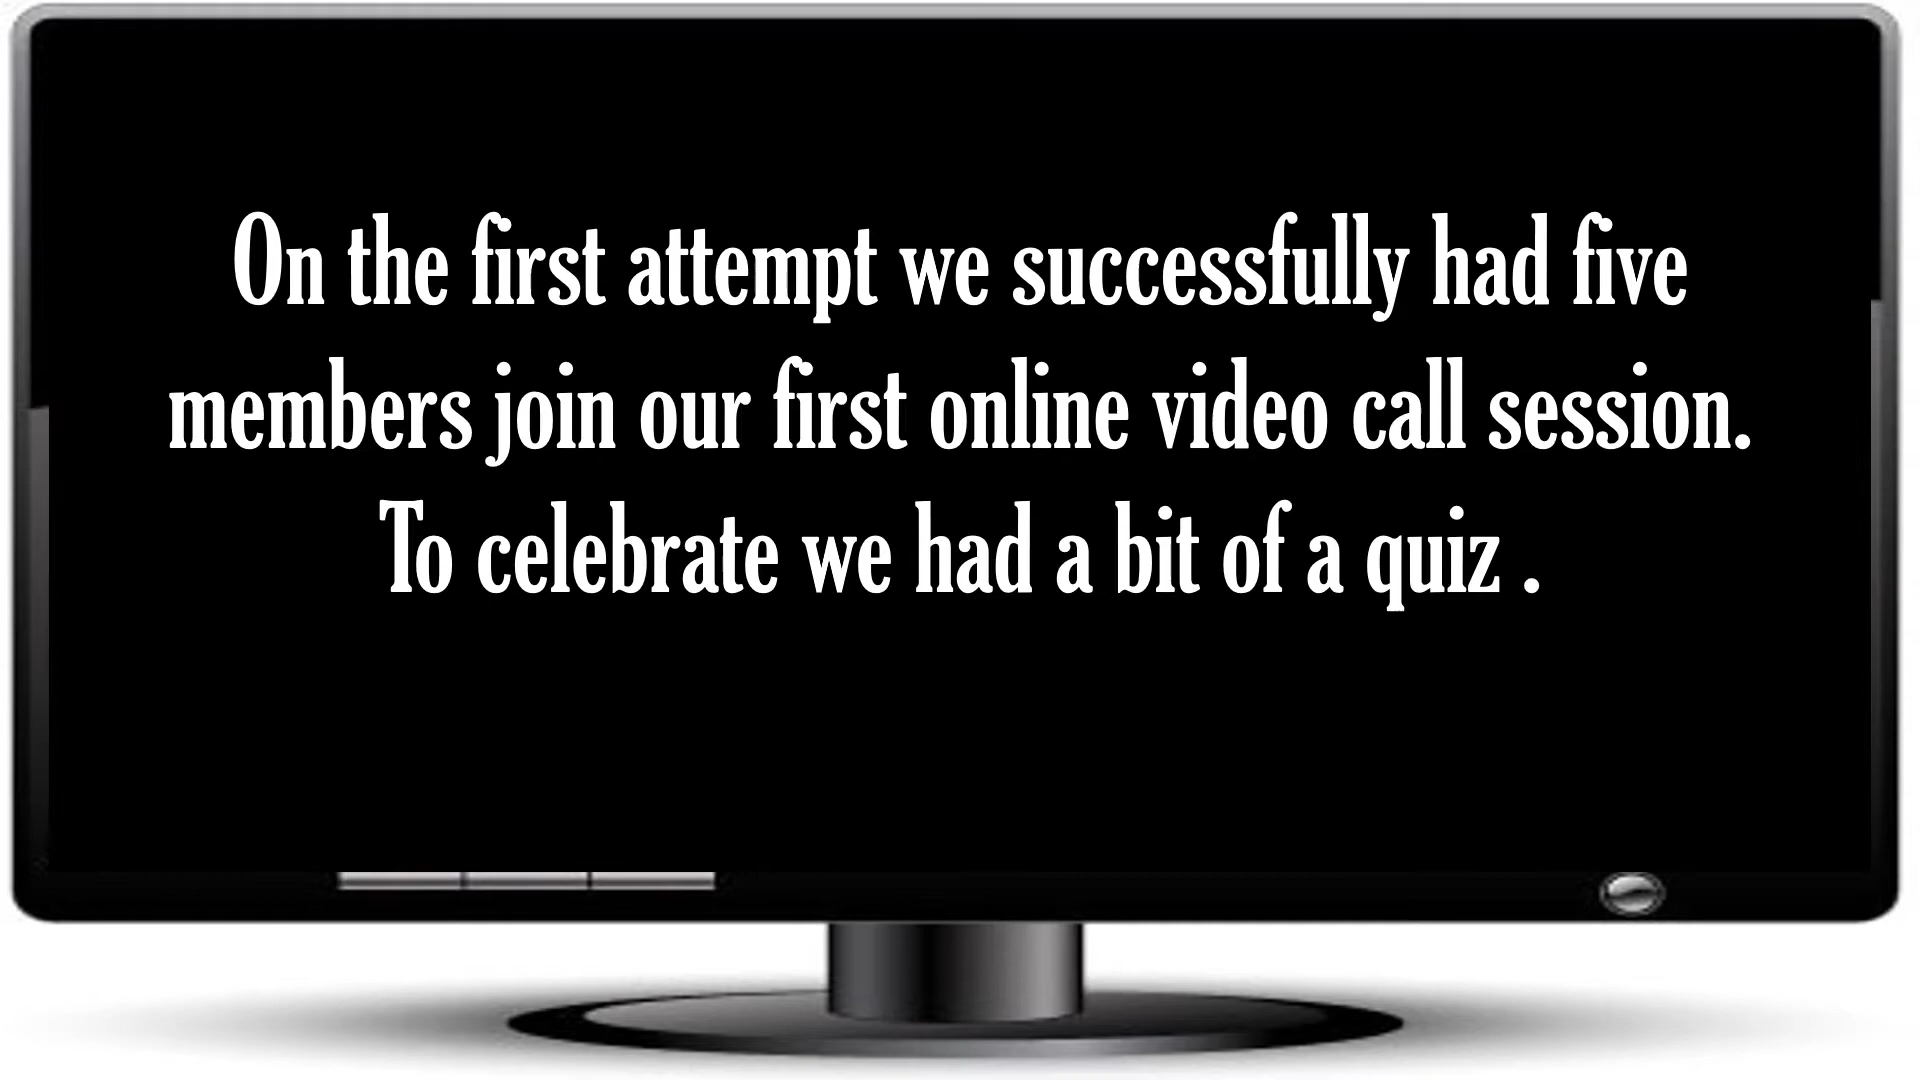 On the first attempt we successfully had five
members join our first online video call session.
To celebrate we had a bit of a quiz .